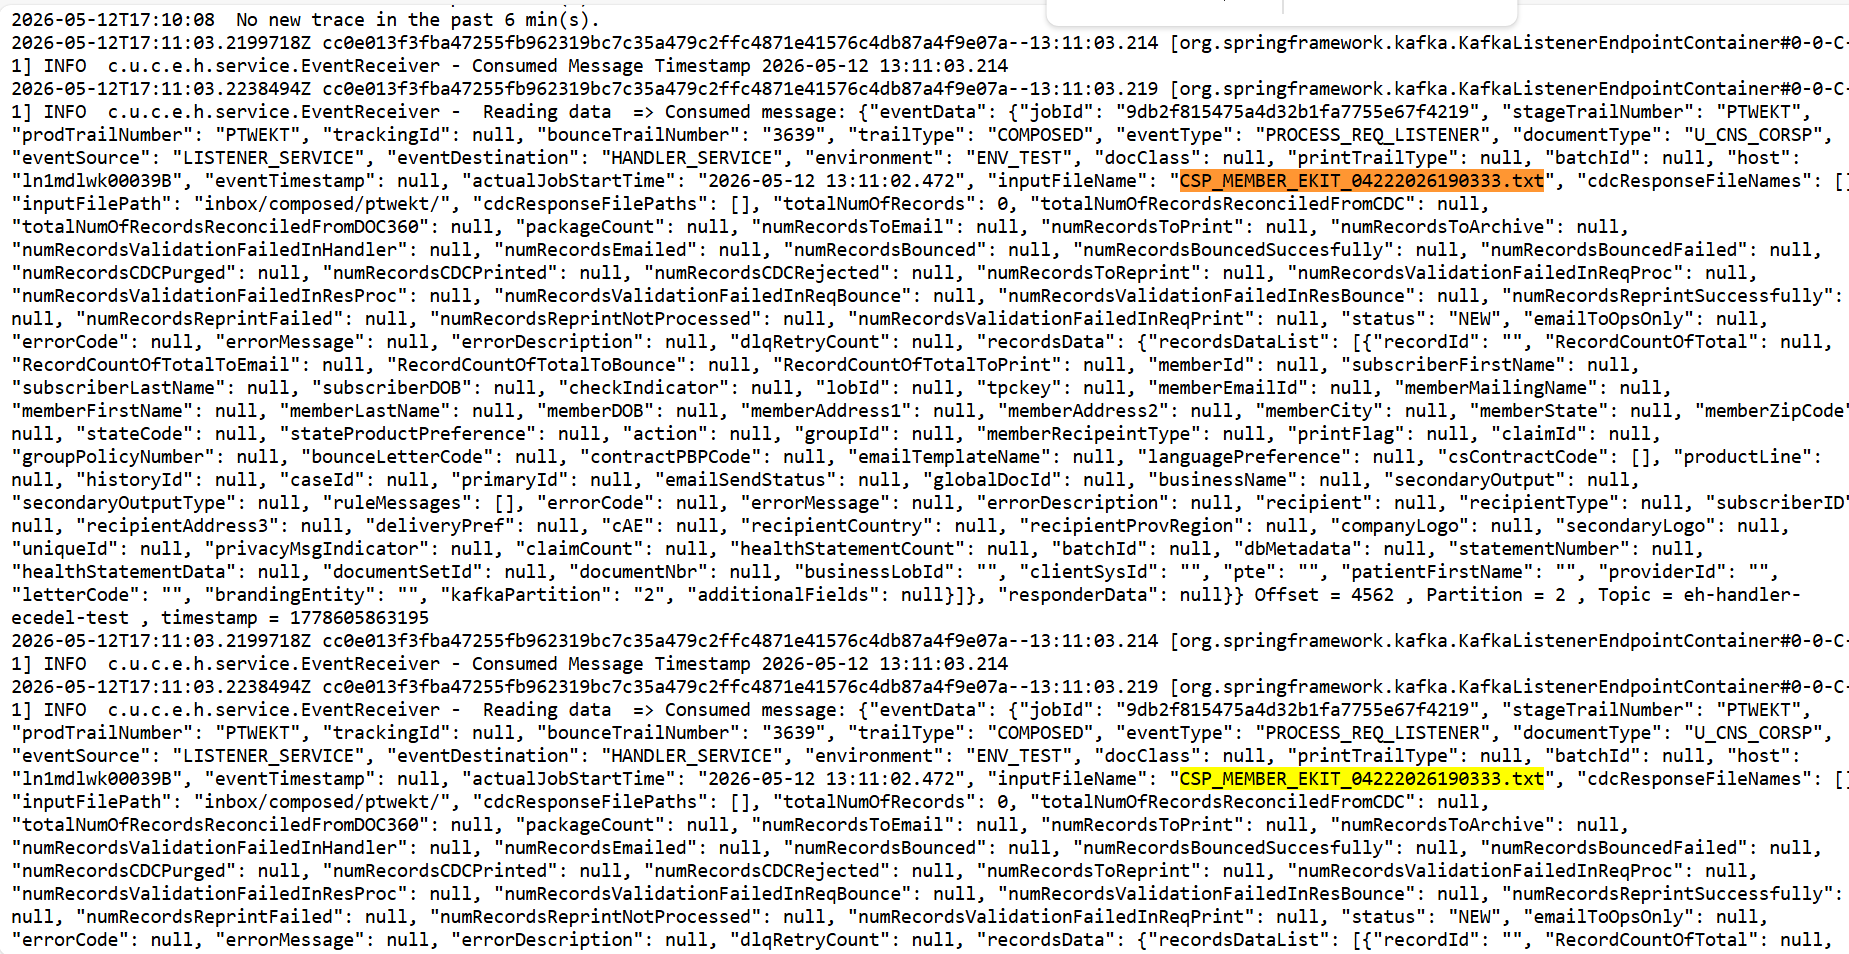 2026-05-12T17:10:08  No new trace in the past 6 min(s).
2026-05-12T17:11:03.2199718Z cc0e013f3fba47255fb962319bc7c35a479c2ffc4871e41576c4db87a4f9e07a--13:11:03.214 [org.springframework.kafka.KafkaListenerEndpointContainer#0-0-C-
1] INFO  c.u.c.e.h.service.EventReceiver - Consumed Message Timestamp 2026-05-12 13:11:03.214
2026-05-12T17:11:03.2238494Z cc0e013f3fba47255fb962319bc7c35a479c2ffc4871e41576c4db87a4f9e07a--13:11:03.219 [org.springframework.kafka.KafkaListenerEndpointContainer#0-0-C-
1] INFO  c.u.c.e.h.service.EventReceiver -  Reading data  => Consumed message: {"eventData": {"jobId": "9db2f815475a4d32b1fa7755e67f4219", "stageTrailNumber": "PTWEKT",
"prodTrailNumber": "PTWEKT", "trackingId": null, "bounceTrailNumber": "3639", "trailType": "COMPOSED", "eventType": "PROCESS_REQ_LISTENER", "documentType": "U_CNS_CORSP",
"eventSource": "LISTENER_SERVICE", "eventDestination": "HANDLER_SERVICE", "environment": "ENV_TEST", "docClass": null, "printTrailType": null, "batchId": null, "host":
"ln1mdlwk00039B", "eventTimestamp": null, "actualJobStartTime": "2026-05-12 13:11:02.472", "inputFileName": "CSP_MEMBER_EKIT_04222026190333.txt", "cdcResponseFileNames": []
"inputFilePath": "inbox/composed/ptwekt/", "cdcResponseFilePaths": [], "totalNumOfRecords": 0, "totalNumOfRecordsReconciledFromCDC": null,
"totalNumOfRecordsReconciledFromDOC360": null, "packageCount": null, "numRecordsToEmail": null, "numRecordsToPrint": null, "numRecordsToArchive": null,
"numRecordsValidationFailedInHandler": null, "numRecordsEmailed": null, "numRecordsBounced": null, "numRecordsBouncedSuccesfully": null, "numRecordsBouncedFailed": null,
"numRecordsCDCPurged": null, "numRecordsCDCPrinted": null, "numRecordsCDCRejected": null, "numRecordsToReprint": null, "numRecordsValidationFailedInReqProc": null,
"numRecordsValidationFailedInResProc": null, "numRecordsValidationFailedInReqBounce": null, "numRecordsValidationFailedInResBounce": null, "numRecordsReprintSuccessfully":
null, "numRecordsReprintFailed": null, "numRecordsReprintNotProcessed": null, "numRecordsValidationFailedInReqPrint": null, "status": "NEW", "emailToOpsOnly": null,
"errorCode": null, "errorMessage": null, "errorDescription": null, "dlqRetryCount": null, "recordsData": {"recordsDataList": [{"recordId": "", "RecordCountOfTotal": null,
"RecordCountOfTotalToEmail": null, "RecordCountOfTotalToBounce": null, "RecordCountOfTotalToPrint": null, "memberId": null, "subscriberFirstName": null,
"subscriberLastName": null, "subscriberDOB": null, "checkIndicator": null, "lobId": null, "tpckey": null, "memberEmailId": null, "memberMailingName": null,
"memberFirstName": null, "memberLastName": null, "memberDOB": null, "memberAddress1": null, "memberAddress2": null, "memberCity": null, "memberState": null, "memberZipCode"
null, "stateCode": null, "stateProductPreference": null, "action": null, "groupId": null, "memberRecipeintType": null, "printFlag": null, "claimId": null,
"groupPolicyNumber": null, "bounceLetterCode": null, "contractPBPCode": null, "emailTemplateName": null, "languagePreference": null, "csContractCode": [], "productLine":
null, "historyId": null, "caseId": null, "primaryId": null, "emailSendStatus": null, "globalDocId": null, "businessName": null, "secondaryOutput": null,
"secondaryOutputType": null, "ruleMessages": [], "errorCode": null, "errorMessage": null, "errorDescription": null, "recipient": null, "recipientType": null, "subscriberID"
null, "recipientAddress3": null, "deliveryPref": null, "cAE": null, "recipientCountry": null, "recipientProvRegion": null, "companyLogo": null, "secondaryLogo": null,
"uniqueId": null, "privacyMsgIndicator": null, "claimCount": null, "healthStatementCount": null, "batchId": null, "dbMetadata": null, "statementNumber": null,
"healthStatementData": null, "documentSetId": null, "documentNbr": null, "businessLobId": "", "clientSysId": "", "pte": "", "patientFirstName": "", "providerId": "",
"letterCode": "", "brandingEntity": "", "kafkaPartition": "2", "additionalFields": null}]}, "responderData": null}} Offset = 4562 , Partition = 2 , Topic = eh-handler-
ecedel-test , timestamp = 1778605863195
2026-05-12T17:11:03.2199718Z cc0e013f3fba47255fb962319bc7c35a479c2ffc4871e41576c4db87a4f9e07a--13:11:03.214 [org.springframework.kafka.KafkaListenerEndpointContainer#0-0-C-
1] INFO  c.u.c.e.h.service.EventReceiver - Consumed Message Timestamp 2026-05-12 13:11:03.214
2026-05-12T17:11:03.2238494Z cc0e013f3fba47255fb962319bc7c35a479c2ffc4871e41576c4db87a4f9e07a--13:11:03.219 [org.springframework.kafka.KafkaListenerEndpointContainer#0-0-C-
1] INFO  c.u.c.e.h.service.EventReceiver -  Reading data  => Consumed message: {"eventData": {"jobId": "9db2f815475a4d32b1fa7755e67f4219", "stageTrailNumber": "PTWEKT",
"prodTrailNumber": "PTWEKT", "trackingId": null, "bounceTrailNumber": "3639", "trailType": "COMPOSED", "eventType": "PROCESS_REQ_LISTENER", "documentType": "U_CNS_CORSP",
"eventSource": "LISTENER_SERVICE", "eventDestination": "HANDLER_SERVICE", "environment": "ENV_TEST", "docClass": null, "printTrailType": null, "batchId": null, "host":
"ln1mdlwk00039B", "eventTimestamp": null, "actualJobStartTime": "2026-05-12 13:11:02.472", "inputFileName": "CSP_MEMBER_EKIT_04222026190333.txt", "cdcResponseFileNames": []
"inputFilePath": "inbox/composed/ptwekt/", "cdcResponseFilePaths": [], "totalNumOfRecords": 0, "totalNumOfRecordsReconciledFromCDC": null,
"totalNumOfRecordsReconciledFromDOC360": null, "packageCount": null, "numRecordsToEmail": null, "numRecordsToPrint": null, "numRecordsToArchive": null,
"numRecordsValidationFailedInHandler": null, "numRecordsEmailed": null, "numRecordsBounced": null, "numRecordsBouncedSuccesfully": null, "numRecordsBouncedFailed": null,
"numRecordsCDCPurged": null, "numRecordsCDCPrinted": null, "numRecordsCDCRejected": null, "numRecordsToReprint": null, "numRecordsValidationFailedInReqProc": null,
"numRecordsValidationFailedInResProc": null, "numRecordsValidationFailedInReqBounce": null, "numRecordsValidationFailedInResBounce": null, "numRecordsReprintSuccessfully":
null, "numRecordsReprintFailed": null, "numRecordsReprintNotProcessed": null, "numRecordsValidationFailedInReqPrint": null, "status": "NEW", "emailToOpsOnly": null,
"errorCode": null, "errorMessage": null, "errorDescription": null, "dlqRetryCount": null, "recordsData": {"recordsDataList": [{"recordId": "", "RecordCountOfTotal": null,